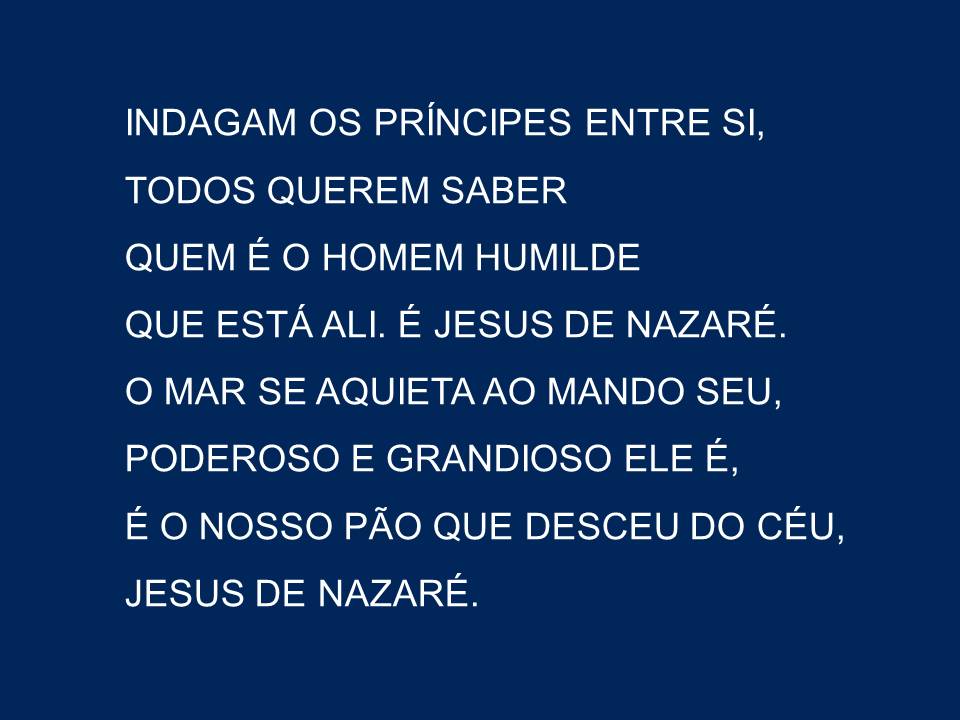 INDAGAM OS PRÍNCIPES ENTRE SI,
TODOS QUEREM SABER
QUEM É O HOMEM HUMILDE
QUE ESTÁ ALI. É JESUS DE NAZARÉ.
O MAR SE AQUIETA AO MANDO SEU,
PODEROSO E GRANDIOSO ELE É,
É O NOSSO PÃO QUE DESCEU DO CÉU,
JESUS DE NAZARÉ.